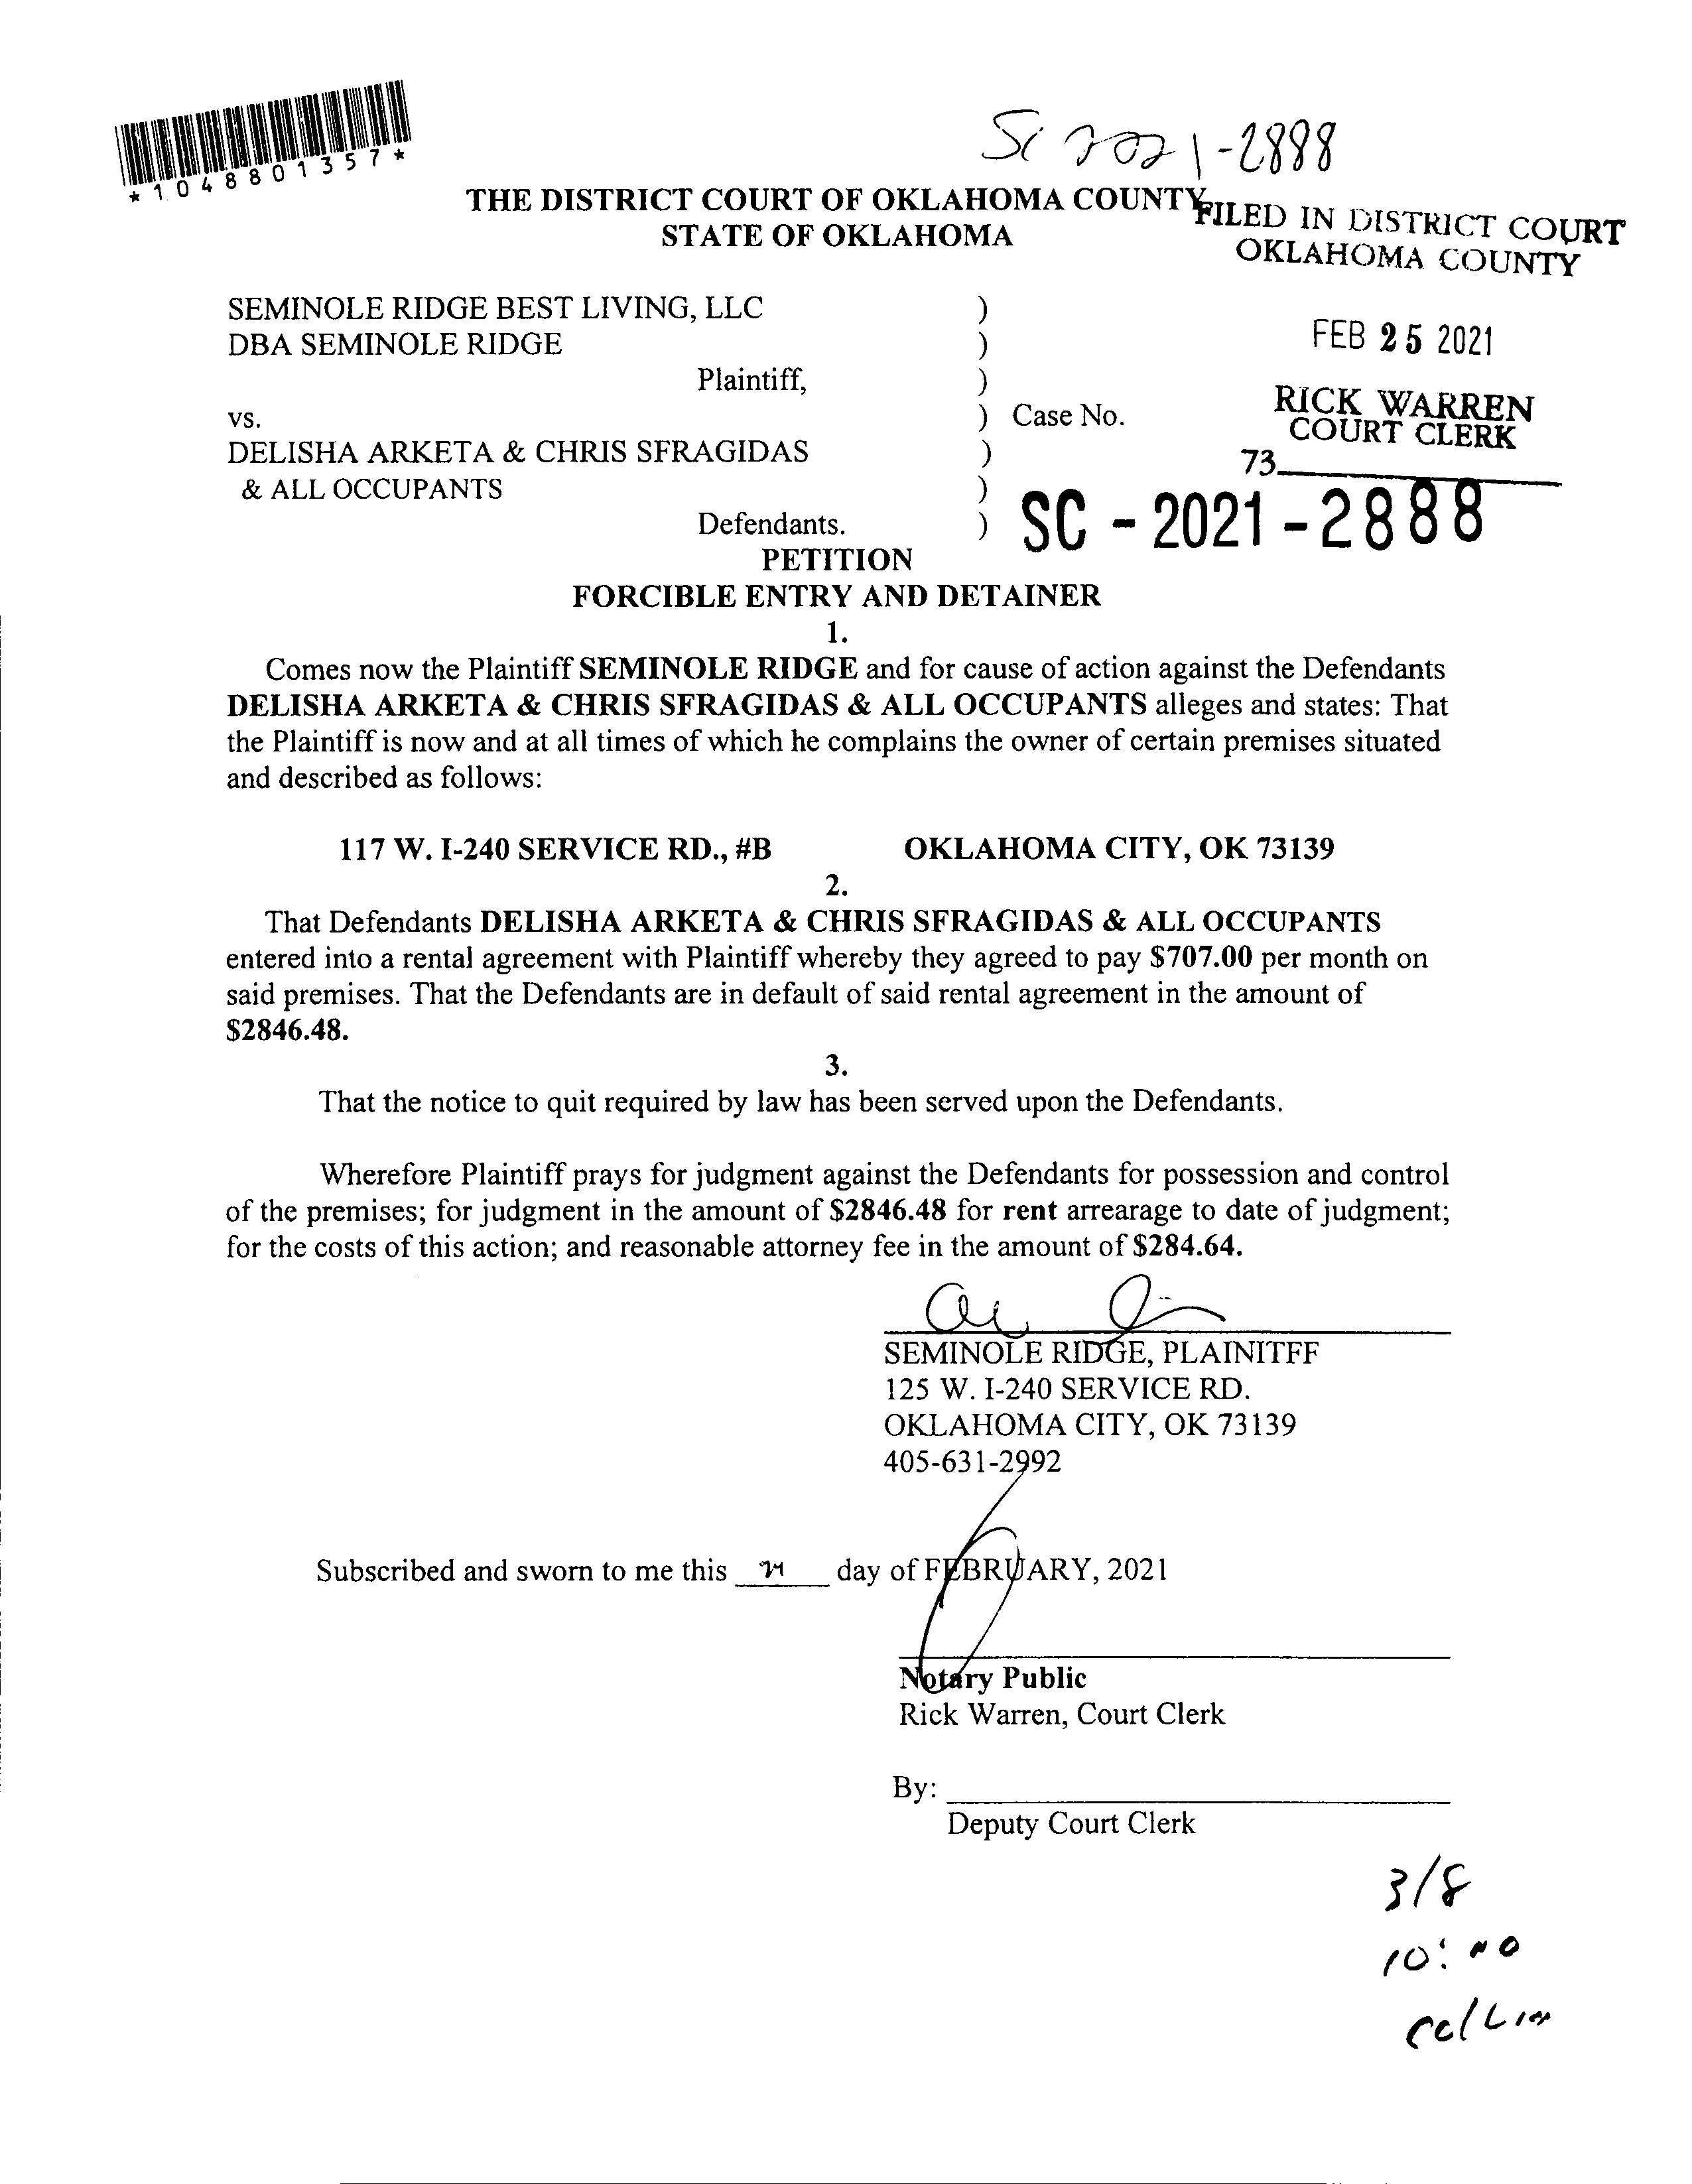 *1048801357*
SC 2021-2888
THE DISTRICT COURT OF OKLAHOMA COUNTY
STATE OF OKLAHOMA
FILED IN DISTRICT COURT
OKLAHOMA COUNTY
FEB 25 2021
RICK WARREN
COURT CLERK
73
SEMINOLE RIDGE BEST LIVING, LLC )
DBA SEMINOLE RIDGE )
Plaintiff, )
vs. ) Case No.
DELISHA ARKETA & CHRIS SFRAGIDAS )
& ALL OCCUPANTS )
Defendants. ) SC - 2021 - 2888
PETITION
FORCIBLE ENTRY AND DETAINER
1.
Comes now the Plaintiff SEMINOLE RIDGE and for cause of action against the Defendants
DELISHA ARKETA & CHRIS SFRAGIDAS & ALL OCCUPANTS alleges and states: That
the Plaintiff is now and at all times of which he complains the owner of certain premises situated
and described as follows:
117 W. I-240 SERVICE RD., #B OKLAHOMA CITY, OK 73139
2.
That Defendants DELISHA ARKETA & CHRIS SFRAGIDAS & ALL OCCUPANTS
entered into a rental agreement with Plaintiff whereby they agreed to pay $707.00 per month on
said premises. That the Defendants are in default of said rental agreement in the amount of
$2846.48.
3.
That the notice to quit required by law has been served upon the Defendants.
Wherefore Plaintiff prays for judgment against the Defendants for possession and control
of the premises; for judgment in the amount of $2846.48 for rent arrearage to date of judgment;
for the costs of this action; and reasonable attorney fee in the amount of $284.64.
SEMINOLE RIDGE, PLAINITFF
125 W. I-240 SERVICE RD.
OKLAHOMA CITY, OK 73139
405-631-2992
Subscribed and sworn to me this day of FEBRUARY, 2021
Notary Public
Rick Warren, Court Clerk
By:
Deputy Court Clerk
3/8